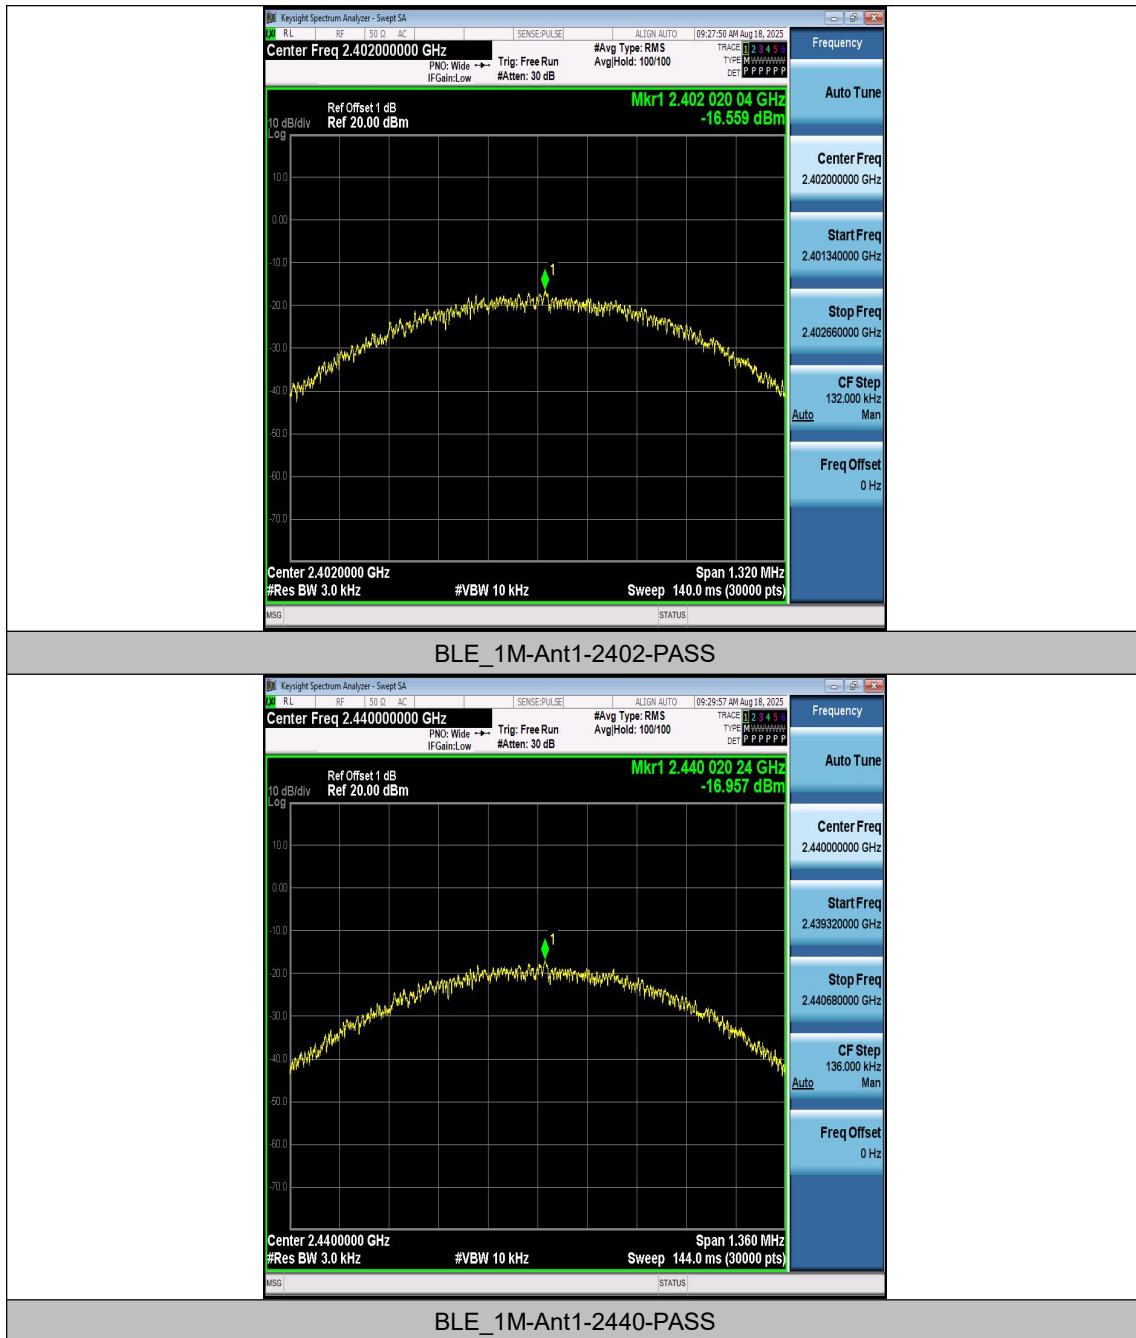 Keysight Spectrum Analyzer - Swept SA
RL RF 50 Ω AC SENSE:PULSE ALIGN AUTO 09:27:50 AM Aug 18, 2025
Center Freq 2.402000000 GHz
#Avg Type: RMS
TRACE 1 2 3 4 5 6
PNO: Wide
Trig: Free Run
Avg|Hold: 100/100
TYPE M
IFGain:Low
#Atten: 30 dB
DET P P P P P P
Mkr1 2.402 020 04 GHz
Ref Offset 1 dB
10 dB/div Ref 20.00 dBm
-16.559 dBm
Log
10.0
0.00
-10.0
1
-20.0
-30.0
-40.0
-50.0
-60.0
-70.0
Center 2.4020000 GHz
Span 1.320 MHz
#Res BW 3.0 kHz #VBW 10 kHz Sweep 140.0 ms (30000 pts)
MSG STATUS
Frequency
Auto Tune
Center Freq
2.402000000 GHz
Start Freq
2.401340000 GHz
Stop Freq
2.402660000 GHz
CF Step
132.000 kHz
Auto Man
Freq Offset
0 Hz
BLE_1M-Ant1-2402-PASS
Keysight Spectrum Analyzer - Swept SA
RL RF 50 Ω AC SENSE:PULSE ALIGN AUTO 09:29:57 AM Aug 18, 2025
Center Freq 2.440000000 GHz
#Avg Type: RMS
TRACE 1 2 3 4 5 6
PNO: Wide
Trig: Free Run
Avg|Hold: 100/100
TYPE M
IFGain:Low
#Atten: 30 dB
DET P P P P P P
Mkr1 2.440 020 24 GHz
Ref Offset 1 dB
10 dB/div Ref 20.00 dBm
-16.957 dBm
Log
10.0
0.00
-10.0
1
-20.0
-30.0
-40.0
-50.0
-60.0
-70.0
Center 2.4400000 GHz
Span 1.360 MHz
#Res BW 3.0 kHz #VBW 10 kHz Sweep 144.0 ms (30000 pts)
MSG STATUS
Frequency
Auto Tune
Center Freq
2.440000000 GHz
Start Freq
2.439320000 GHz
Stop Freq
2.440680000 GHz
CF Step
136.000 kHz
Auto Man
Freq Offset
0 Hz
BLE_1M-Ant1-2440-PASS